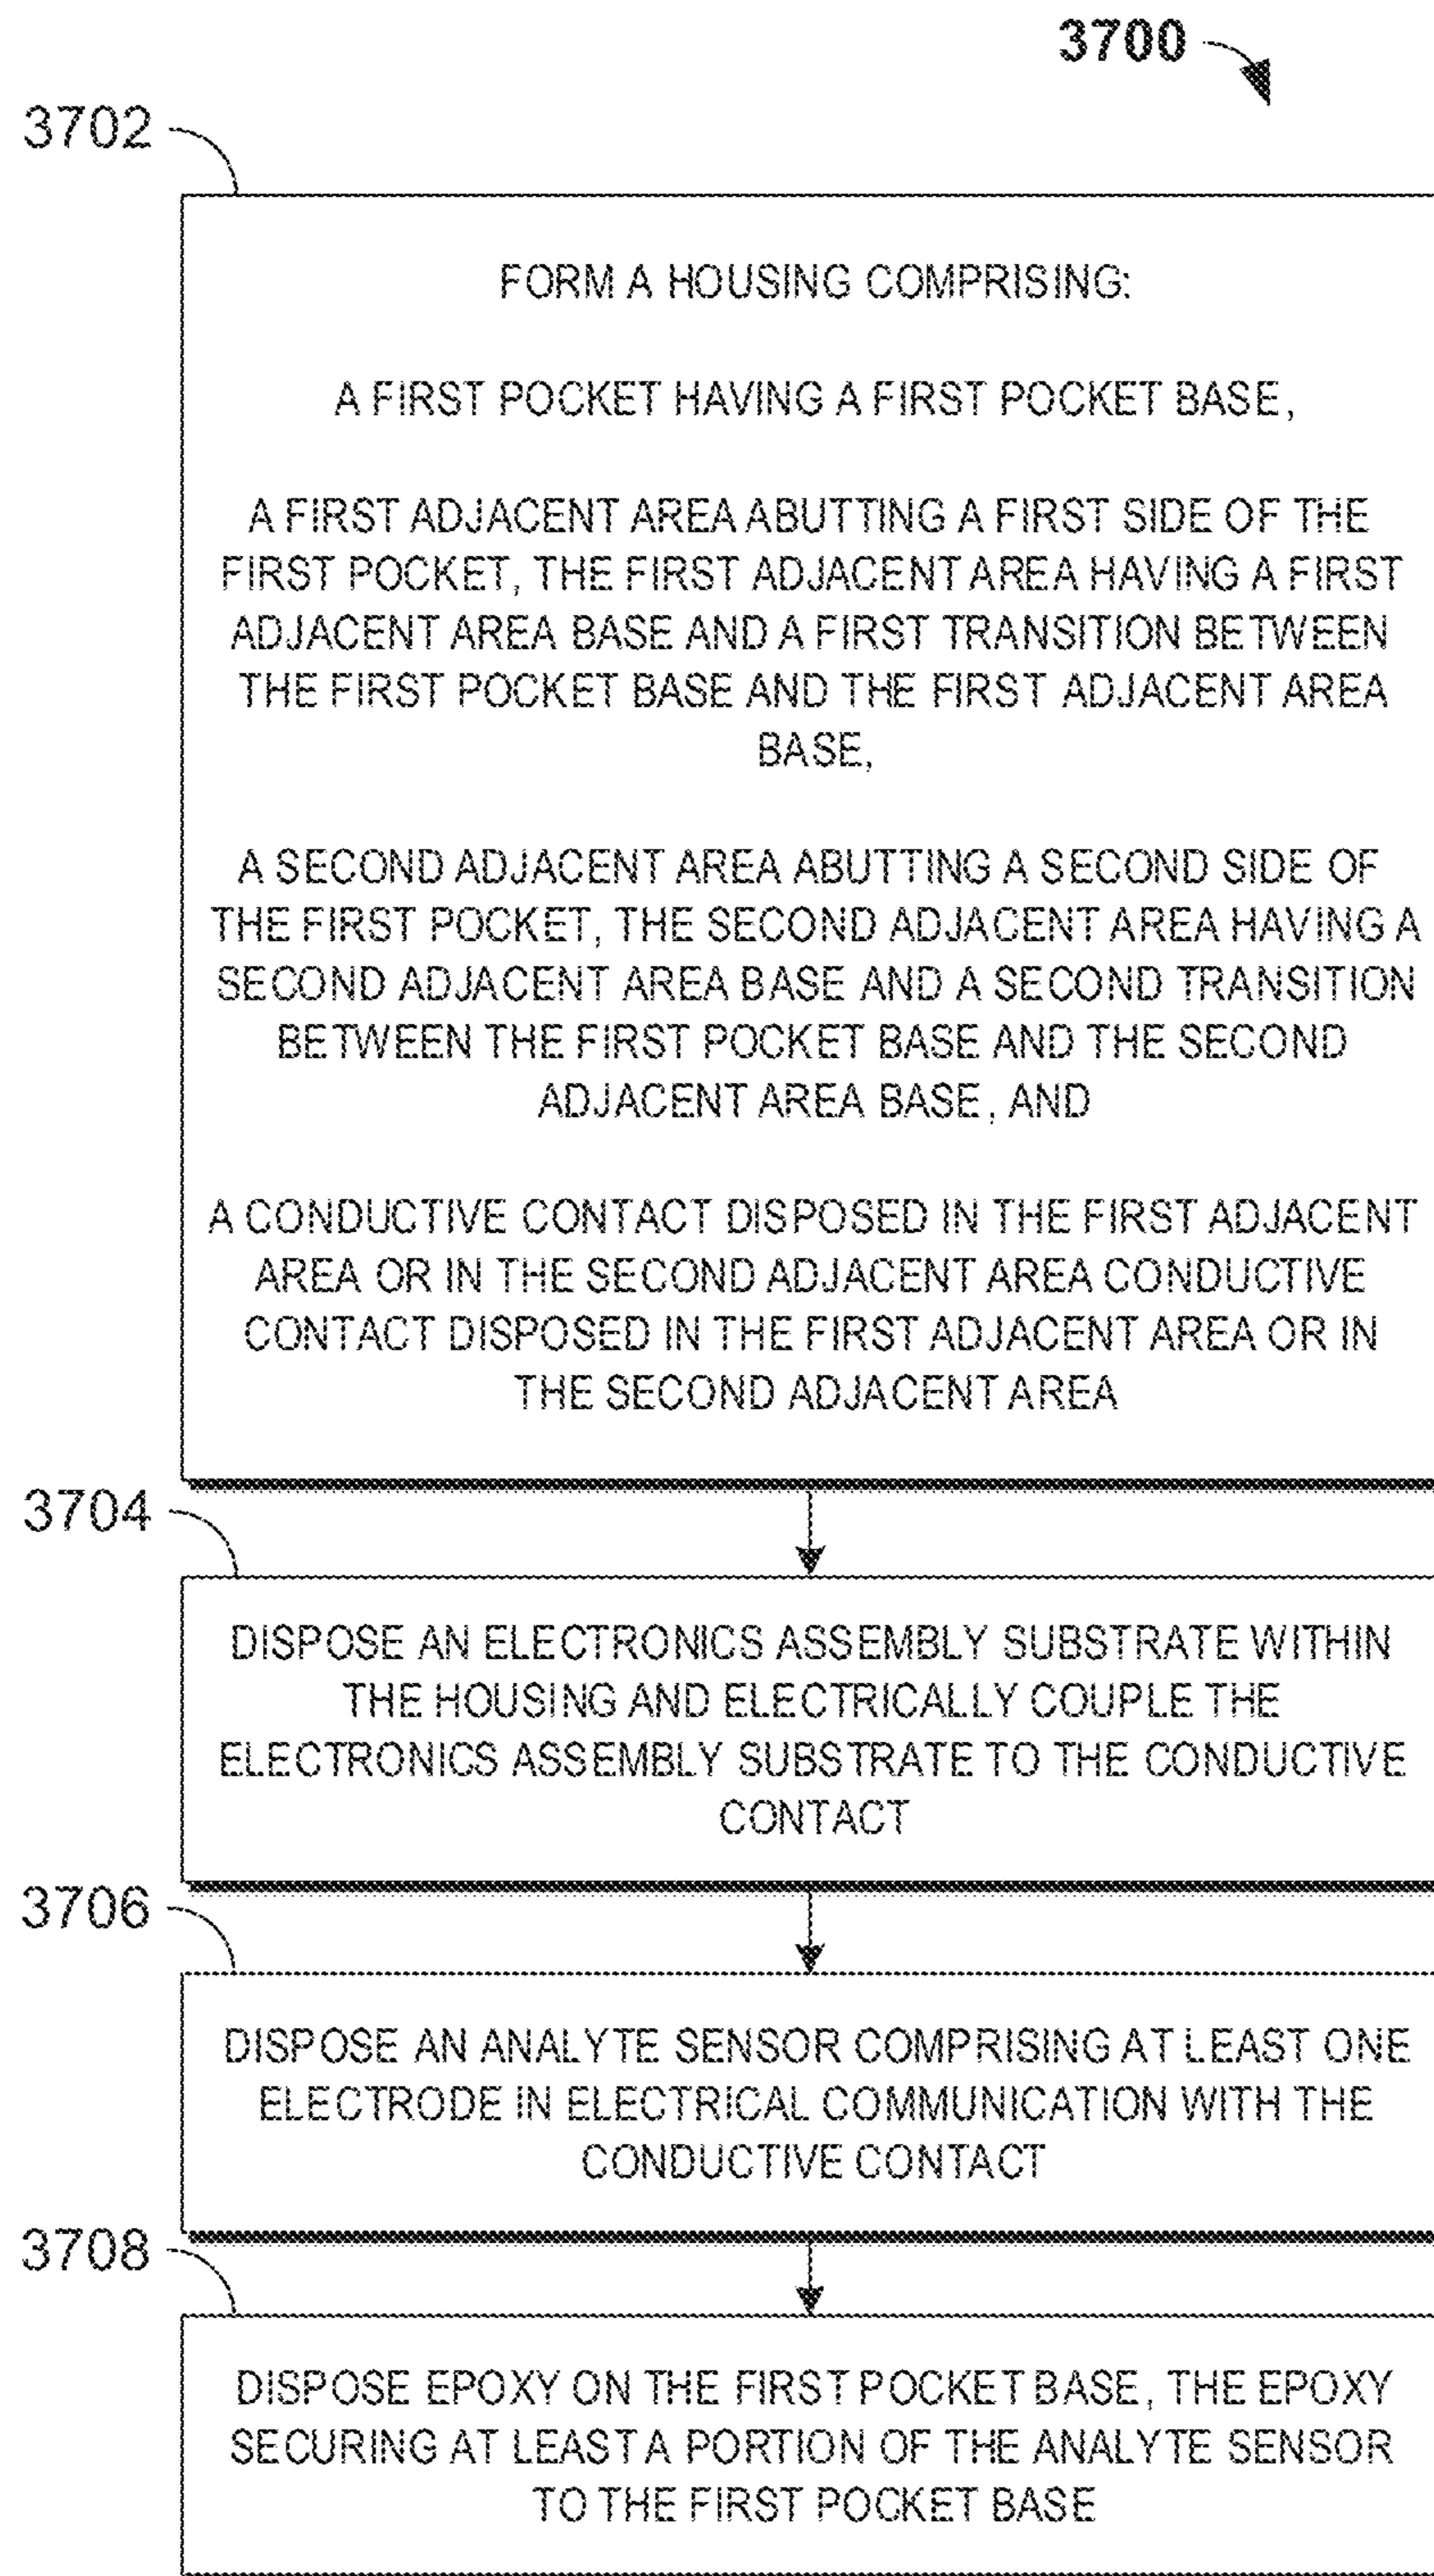 3700
3702
FORM A HOUSING COMPRISING:
A FIRST POCKET HAVING A FIRST POCKET BASE,
A FIRST ADJACENT AREA ABUTTING A FIRST SIDE OF THE
FIRST POCKET, THE FIRST ADJACENT AREA HAVING A FIRST
ADJACENT AREA BASE AND A FIRST TRANSITION BETWEEN
THE FIRST POCKET BASE AND THE FIRST ADJACENT AREA
BASE,
A SECOND ADJACENT AREA ABUTTING A SECOND SIDE OF
THE FIRST POCKET, THE SECOND ADJACENT AREA HAVING A
SECOND ADJACENT AREA BASE AND A SECOND TRANSITION
BETWEEN THE FIRST POCKET BASE AND THE SECOND
ADJACENT AREA BASE, AND
A CONDUCTIVE CONTACT DISPOSED IN THE FIRST ADJACENT
AREA OR IN THE SECOND ADJACENT AREA CONDUCTIVE
CONTACT DISPOSED IN THE FIRST ADJACENT AREA OR IN
THE SECOND ADJACENT AREA
3704
DISPOSE AN ELECTRONICS ASSEMBLY SUBSTRATE WITHIN
THE HOUSING AND ELECTRICALLY COUPLE THE
ELECTRONICS ASSEMBLY SUBSTRATE TO THE CONDUCTIVE
CONTACT
3706
DISPOSE AN ANALYTE SENSOR COMPRISING AT LEAST ONE
ELECTRODE IN ELECTRICAL COMMUNICATION WITH THE
CONDUCTIVE CONTACT
3708
DISPOSE EPOXY ON THE FIRST POCKET BASE, THE EPOXY
SECURING AT LEAST A PORTION OF THE ANALYTE SENSOR
TO THE FIRST POCKET BASE